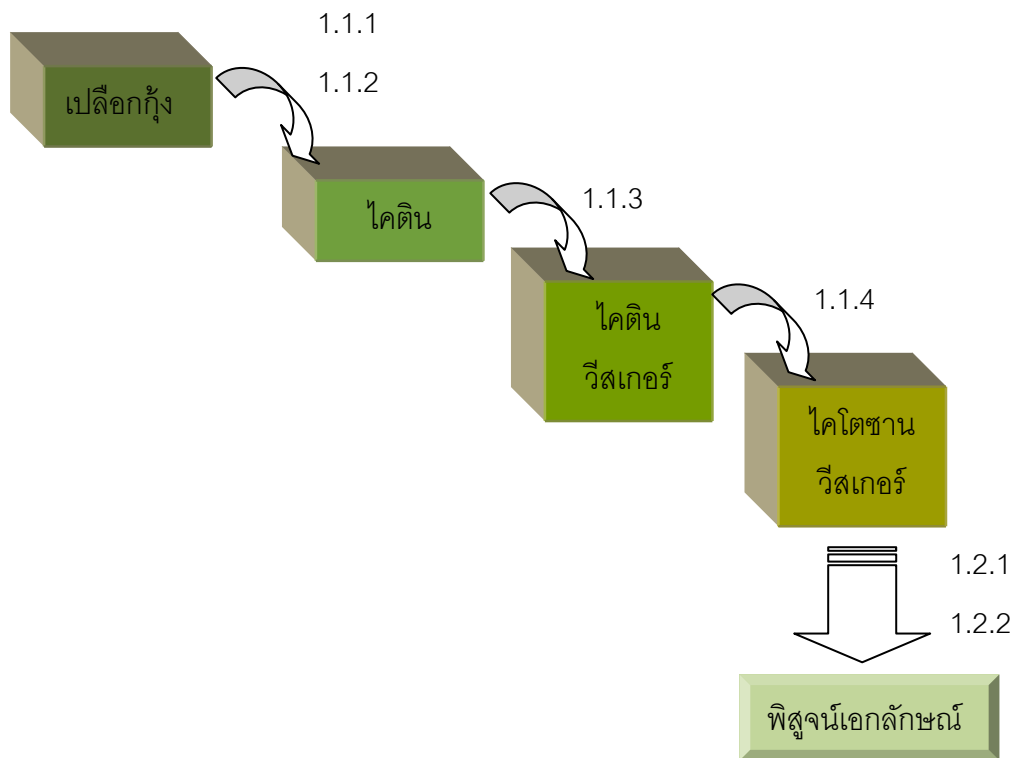 1.1.1
1.1.2
เปลือกกุ้ง
1.1.3
ไคติน
1.1.4
ไคติน
วีสเกอร์
ไคโตซาน
วีสเกอร์
1.2.1
1.2.2
พิสูจน์เอกลักษณ์